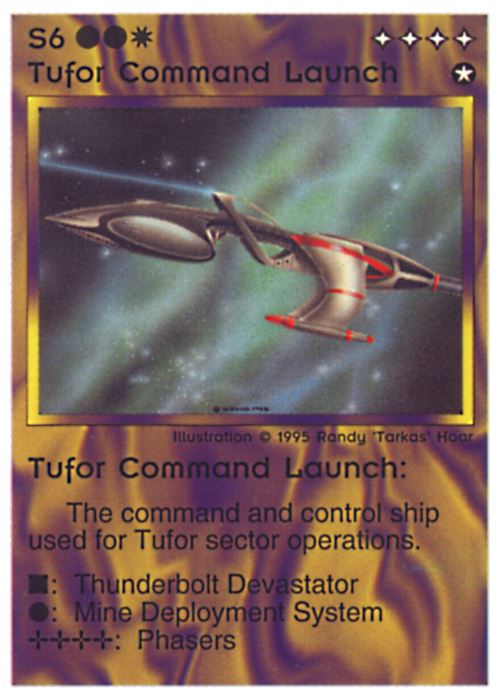 S6
Tufor Command Launch
Illustration © 1995 Randy "Tarkas" Hoar
Tufor Command Launch:
The command and control ship
used for Tufor sector operations.
■: Thunderbolt Devastator
●: Mine Deployment System
✢✢✢✢: Phasers